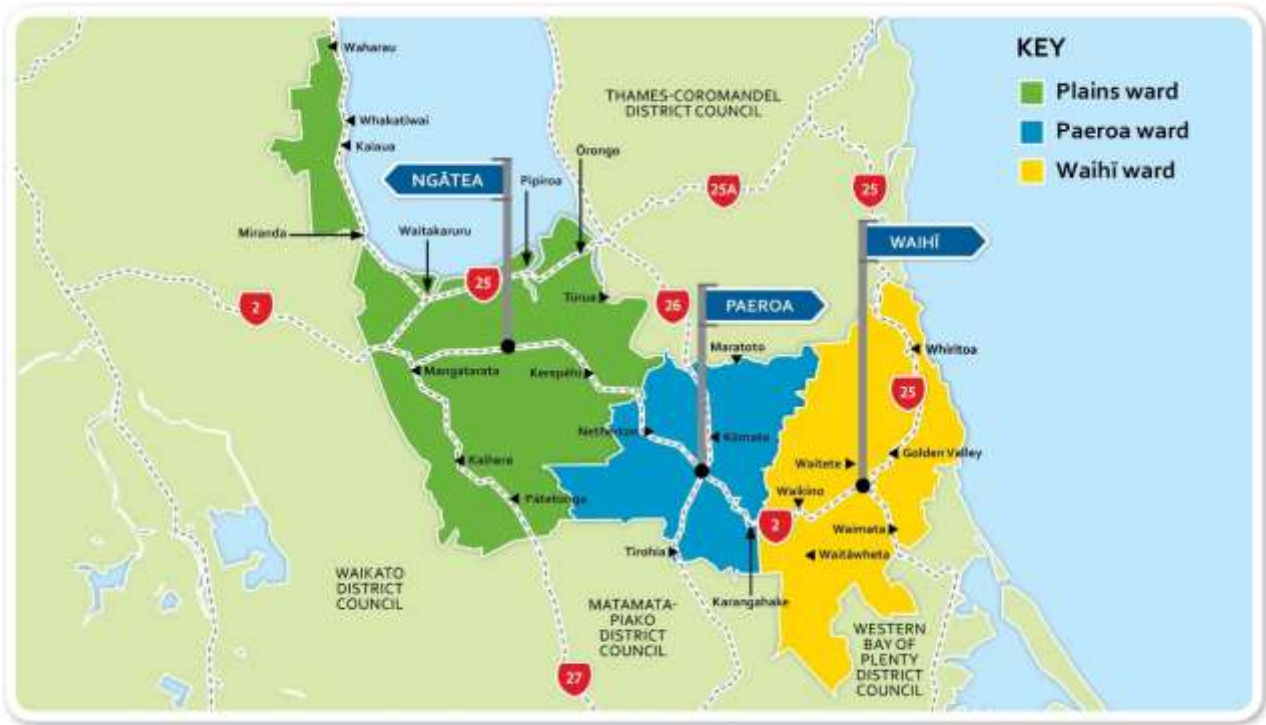 Waharau
KEY
Plains ward
Paeroa ward
Waihī ward
THAMES-COROMANDEL
DISTRICT COUNCIL
Whakatiwai
Kaiaua
Ōrongo
NGĀTEA
Pipiroa
25A
25
Miranda
Waitakaruru
WAIHĪ
25
2
Tūrua
26
PAEROA
Maratoto
Whiritoa
Mangatarata
Kerepēhi
25
Netherton
Kōmata
Kaihere
Waitete
Golden Valley
Waikino
Pātetonga
2
Waimata
Tirohia
Waitāwheta
WAIKATO
DISTRICT
COUNCIL
Karangahake
MATAMATA-
PIAKO
DISTRICT
COUNCIL
WESTERN
BAY OF
PLENTY
DISTRICT
COUNCIL
27